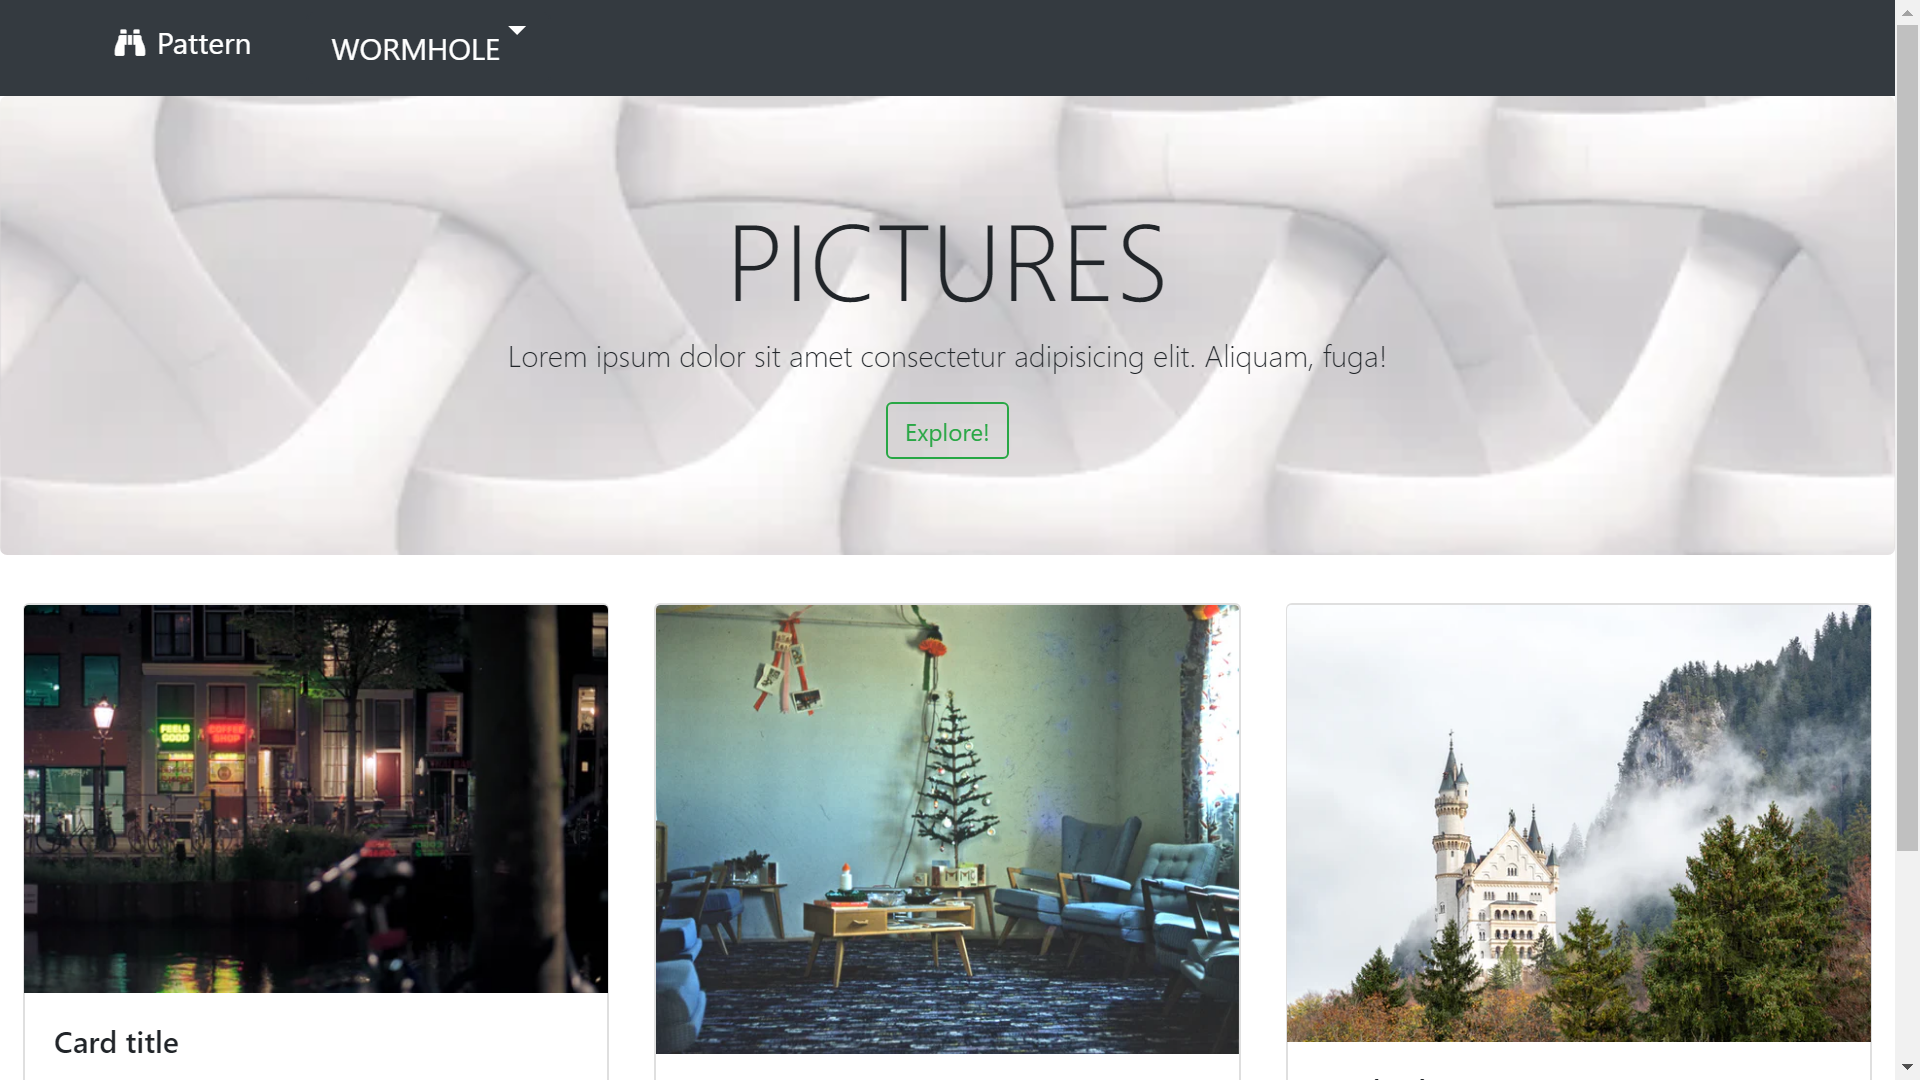 Pattern
WORMHOLE
PICTURES
Lorem ipsum dolor sit amet consectetur adipisicing elit. Aliquam, fuga!
Explore!
FEELS
GOOD
COFFEE
SHOP
Card title